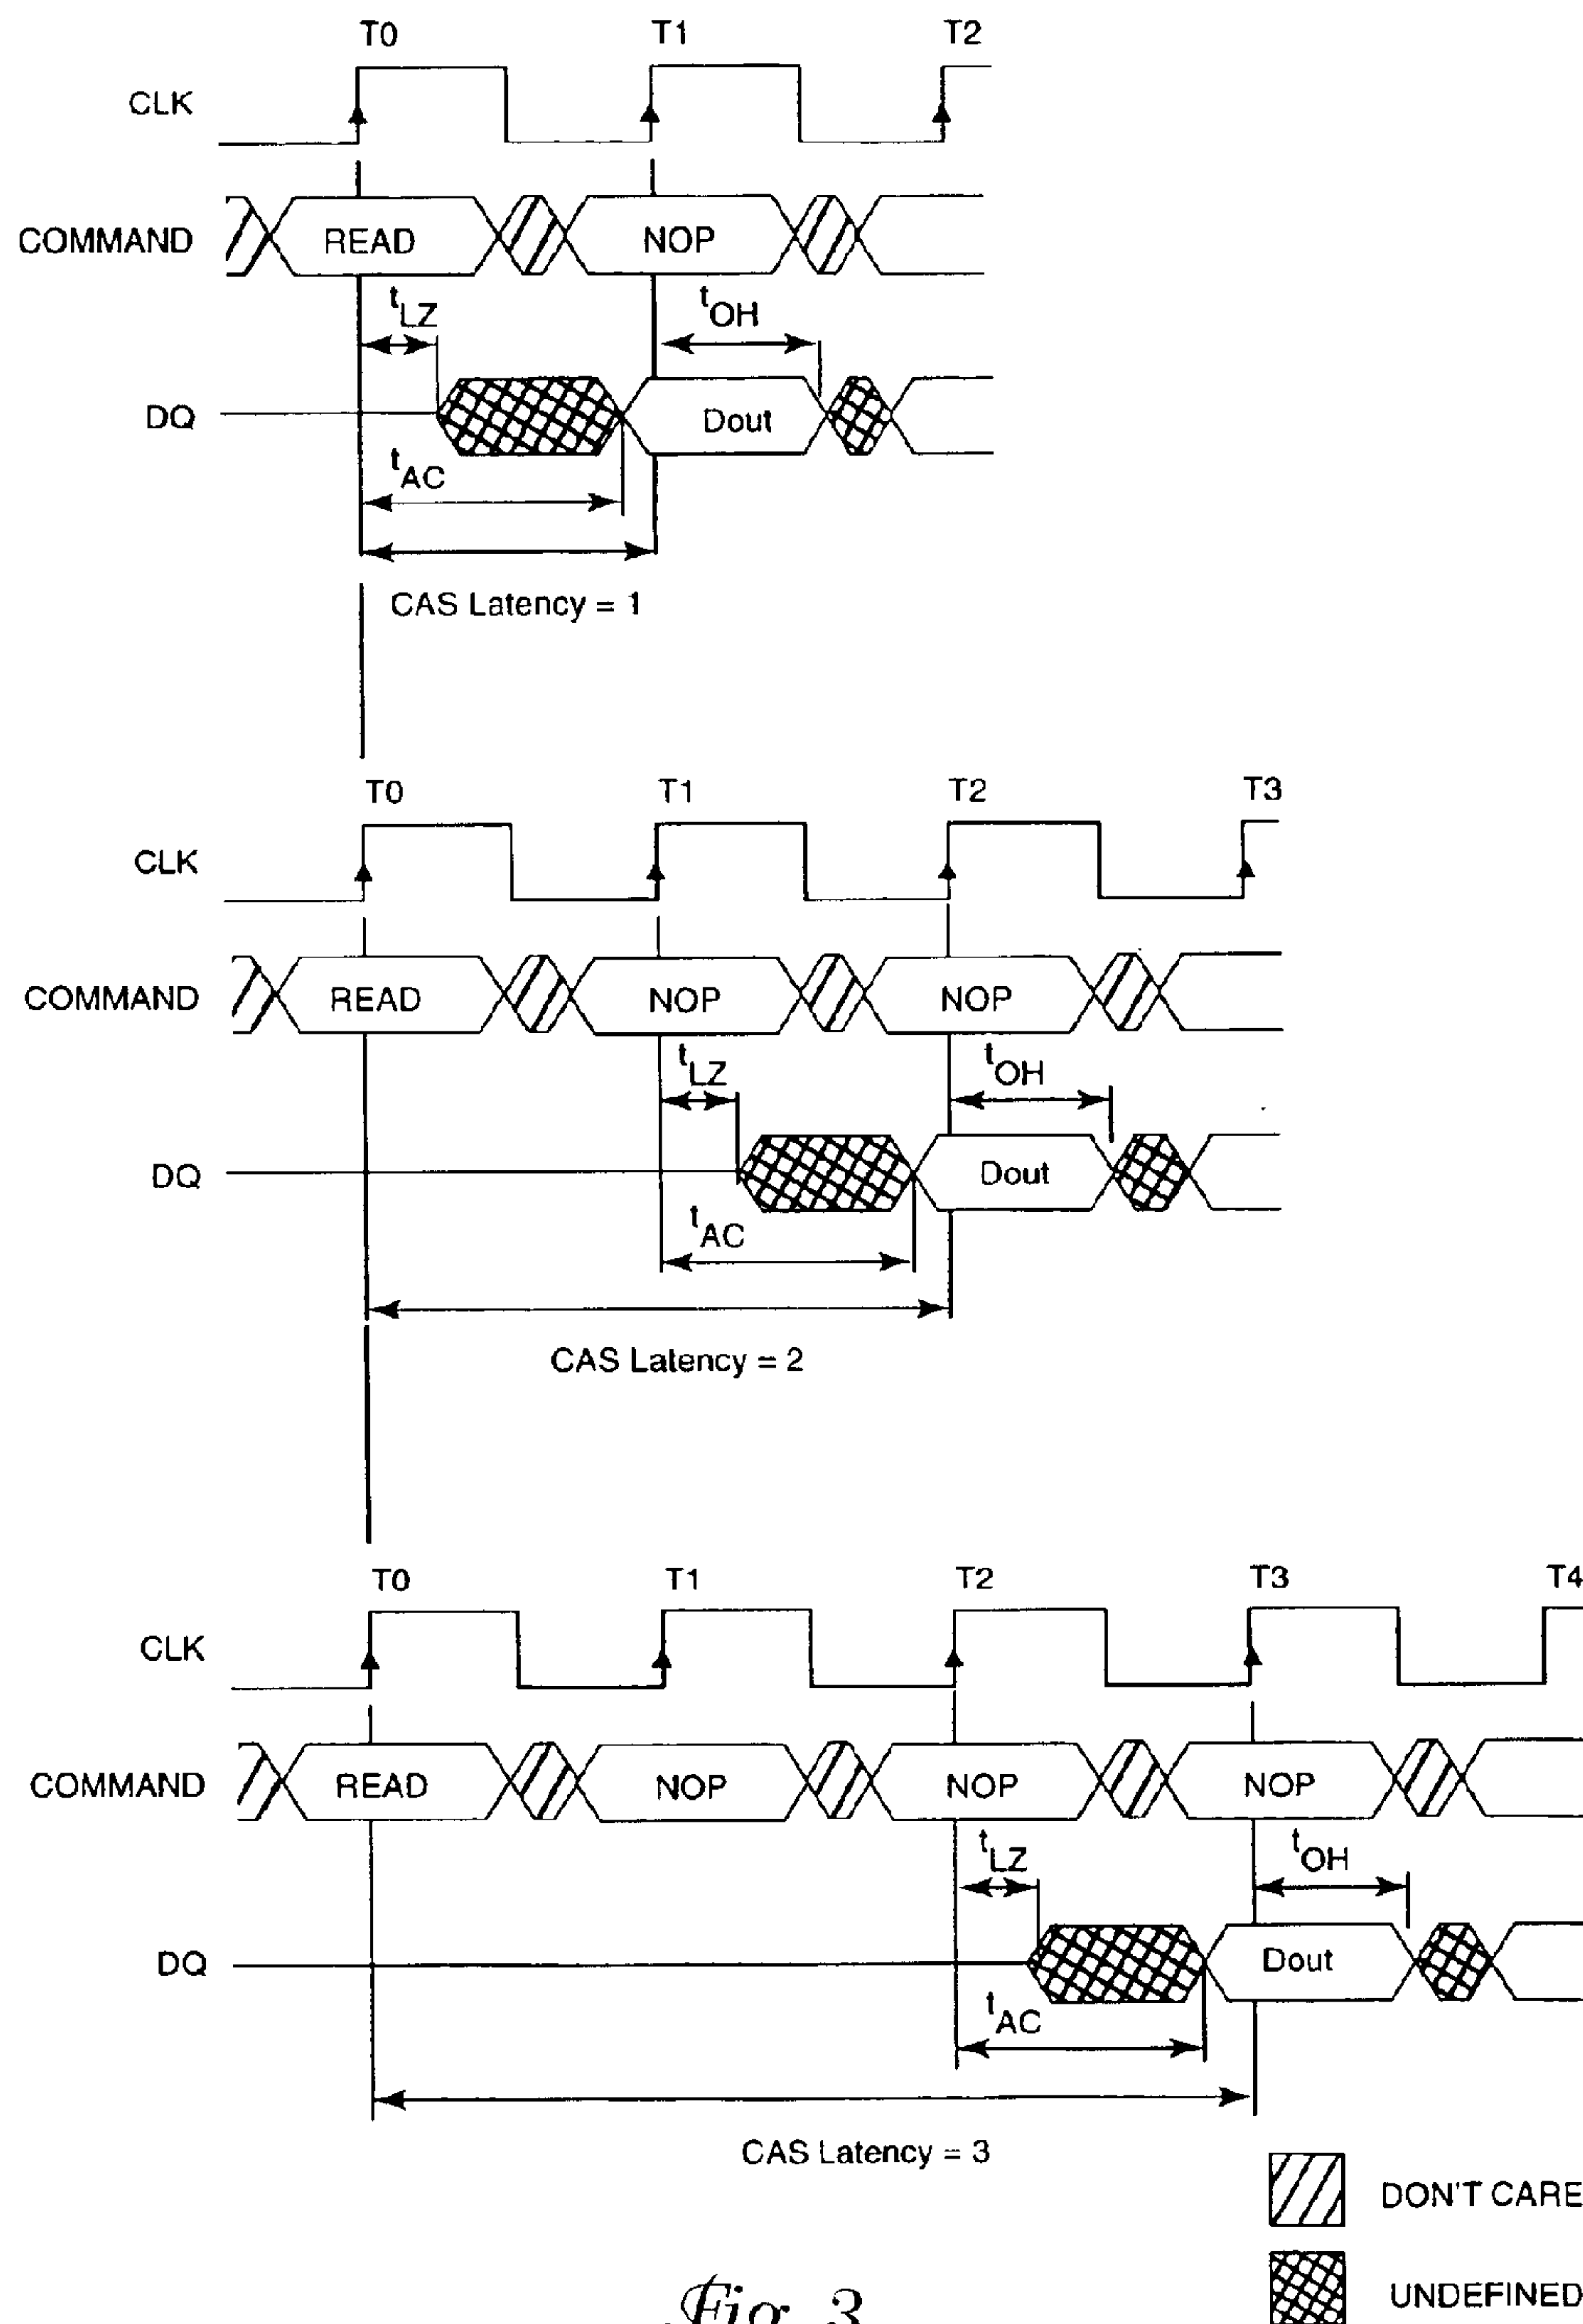 T0 T1 T2
CLK
COMMAND READ NOP
tLZ tOH
DQ Dout
tAC
CAS Latency = 1
T0 T1 T2 T3
CLK
COMMAND READ NOP NOP
tLZ tOH
DQ Dout
tAC
CAS Latency = 2
T0 T1 T2 T3 T4
CLK
COMMAND READ NOP NOP NOP
tLZ tOH
DQ Dout
tAC
CAS Latency = 3
DON'T CARE
UNDEFINED
Fig. 3